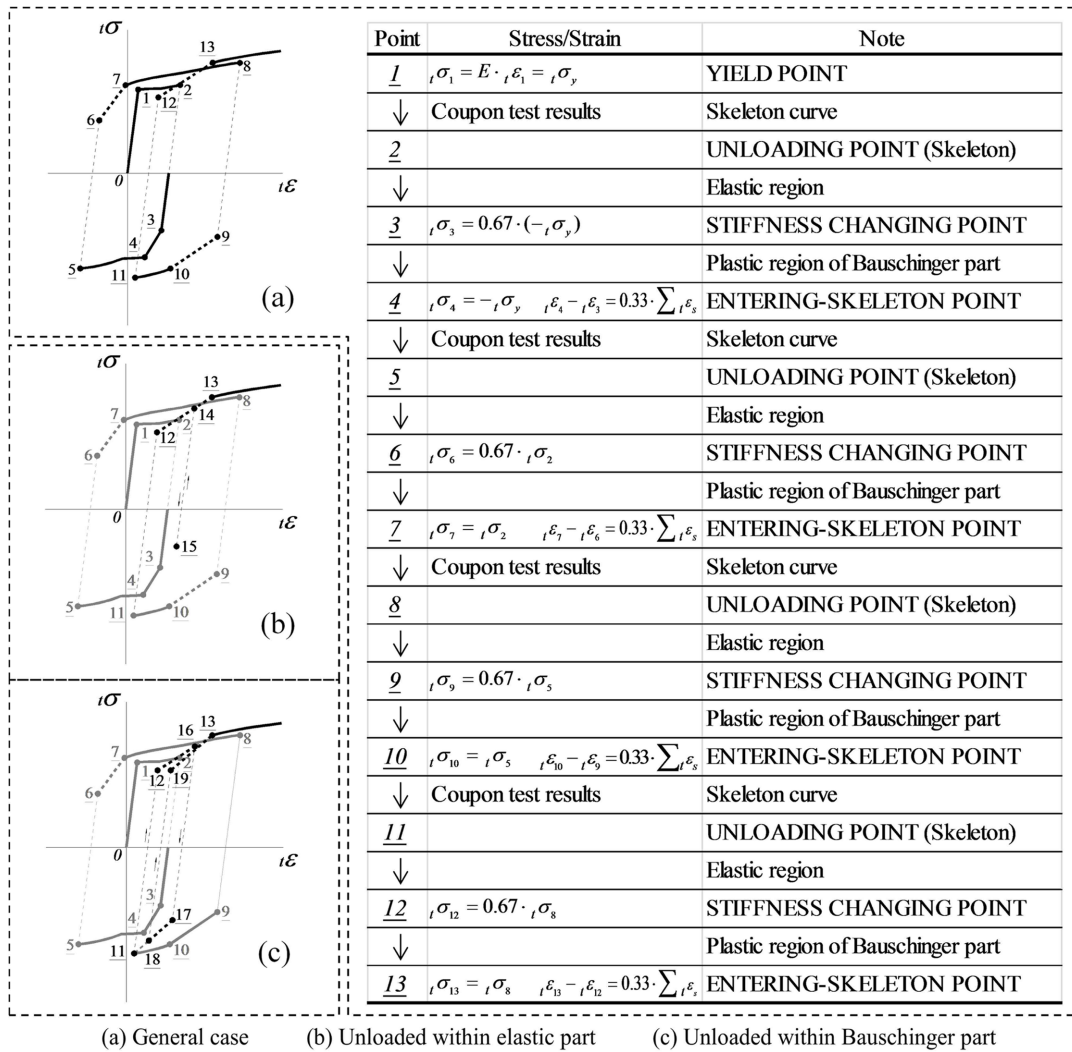 tσ
13
7
8
1
12
2
6
0
tε
3
9
4
5
11
10
(a)
tσ
13
7
14
8
1
12
2
6
0
tε
15
3
9
4
5
11
10
(b)
tσ
16
13
7
8
1
2
12
19
6
0
tε
3
17
9
4
5
11
18
10
(c)
Point Stress/Strain Note
1 tσ1 = E · tε1 = tσy YIELD POINT
↓ Coupon test results Skeleton curve
2 UNLOADING POINT (Skeleton)
↓ Elastic region
3 tσ3 = 0.67 · (−tσy) STIFFNESS CHANGING POINT
↓ Plastic region of Bauschinger part
4 tσ4 = −tσy tε4 − tε3 = 0.33 · ∑ tεs ENTERING-SKELETON POINT
↓ Coupon test results Skeleton curve
5 UNLOADING POINT (Skeleton)
↓ Elastic region
6 tσ6 = 0.67 · tσ2 STIFFNESS CHANGING POINT
↓ Plastic region of Bauschinger part
7 tσ7 = tσ2 tε7 − tε6 = 0.33 · ∑ tεs ENTERING-SKELETON POINT
↓ Coupon test results Skeleton curve
8 UNLOADING POINT (Skeleton)
↓ Elastic region
9 tσ9 = 0.67 · tσ5 STIFFNESS CHANGING POINT
↓ Plastic region of Bauschinger part
10 tσ10 = tσ5 tε10 − tε9 = 0.33 · ∑ tεs ENTERING-SKELETON POINT
↓ Coupon test results Skeleton curve
11 UNLOADING POINT (Skeleton)
↓ Elastic region
12 tσ12 = 0.67 · tσ8 STIFFNESS CHANGING POINT
↓ Plastic region of Bauschinger part
13 tσ13 = tσ8 tε13 − tε12 = 0.33 · ∑ tεs ENTERING-SKELETON POINT
(a) General case (b) Unloaded within elastic part (c) Unloaded within Bauschinger part